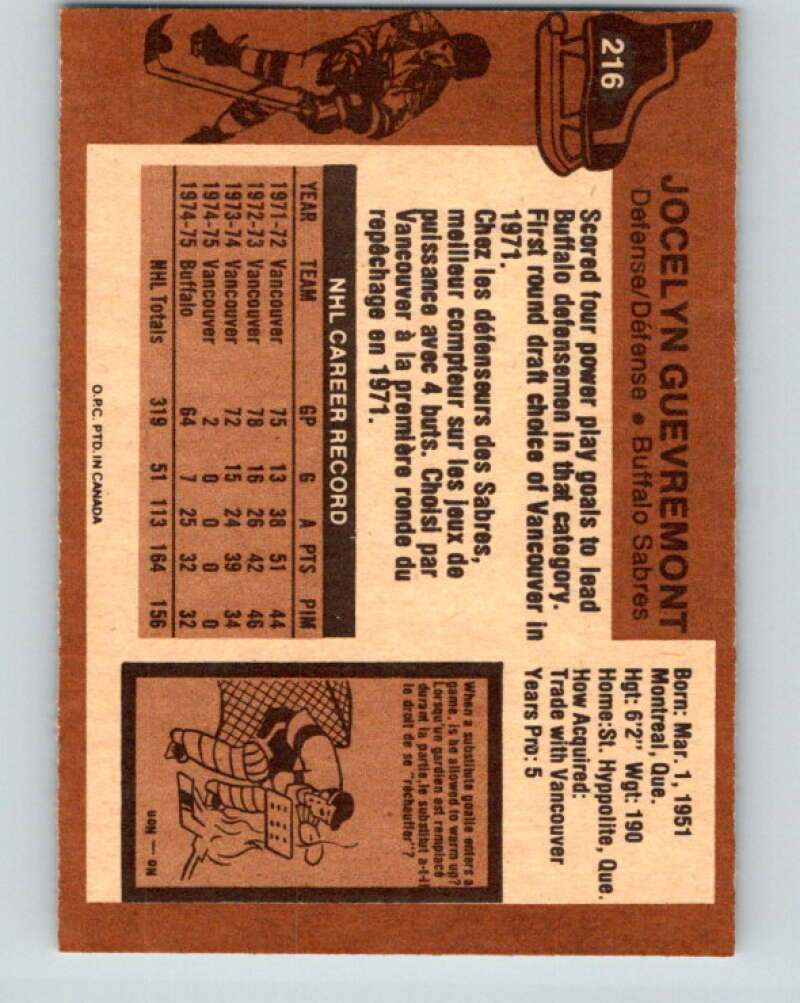 216
JOCELYN GUEVREMONT
Defense/Défense • Buffalo Sabres
Born: Mar. 1, 1951
Montreal, Que.
Hgt: 6'2" Wgt: 190
Home:St. Hyppolite, Que.
How Acquired:
Trade with Vancouver
Years Pro: 5
Scored four power play goals to lead
Buffalo defensemen in that category.
First round draft choice of Vancouver in
1971.
Chez les défenseurs des Sabres,
meilleur compteur sur les jeux de
puissance avec 4 buts. Choisi par
Vancouver à la première ronde du
repêchage en 1971.
NHL CAREER RECORD
YEAR TEAM GP G A PTS PIM
1971-72 Vancouver 75 13 38 51 44
1972-73 Vancouver 78 16 26 42 46
1973-74 Vancouver 72 15 24 39 34
1974-75 Vancouver 2 0 0 0 0
1974-75 Buffalo 64 7 25 32 32
NHL Totals 319 51 113 164 156
When a substitute goalie enters a
game, is he allowed to warm up?
Lorsqu'un gardien est remplacé
durant la partie, le substitut a-t-il
le droit de se "réchauffer"?
NO — Non
O.P.C. PTD. IN CANADA